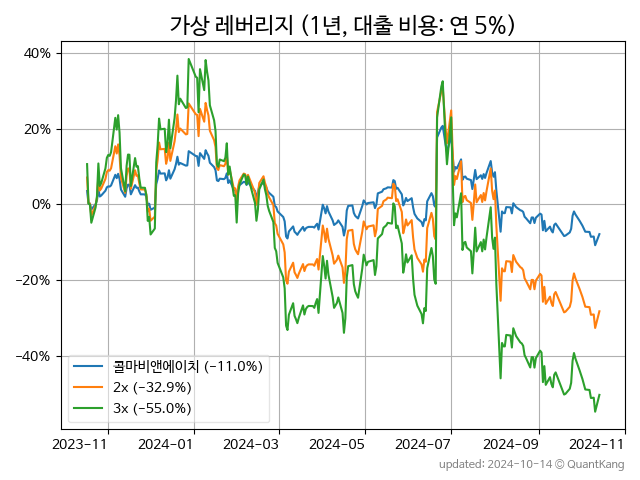 가상 레버리지 (1년, 대출 비용: 연 5%)
40%
20%
0%
−20%
−40%
콜마비앤에이치 (−11.0%)
2x (−32.9%)
3x (−55.0%)
2023-11 2024-01 2024-03 2024-05 2024-07 2024-09 2024-11
updated: 2024-10-14 © QuantKang